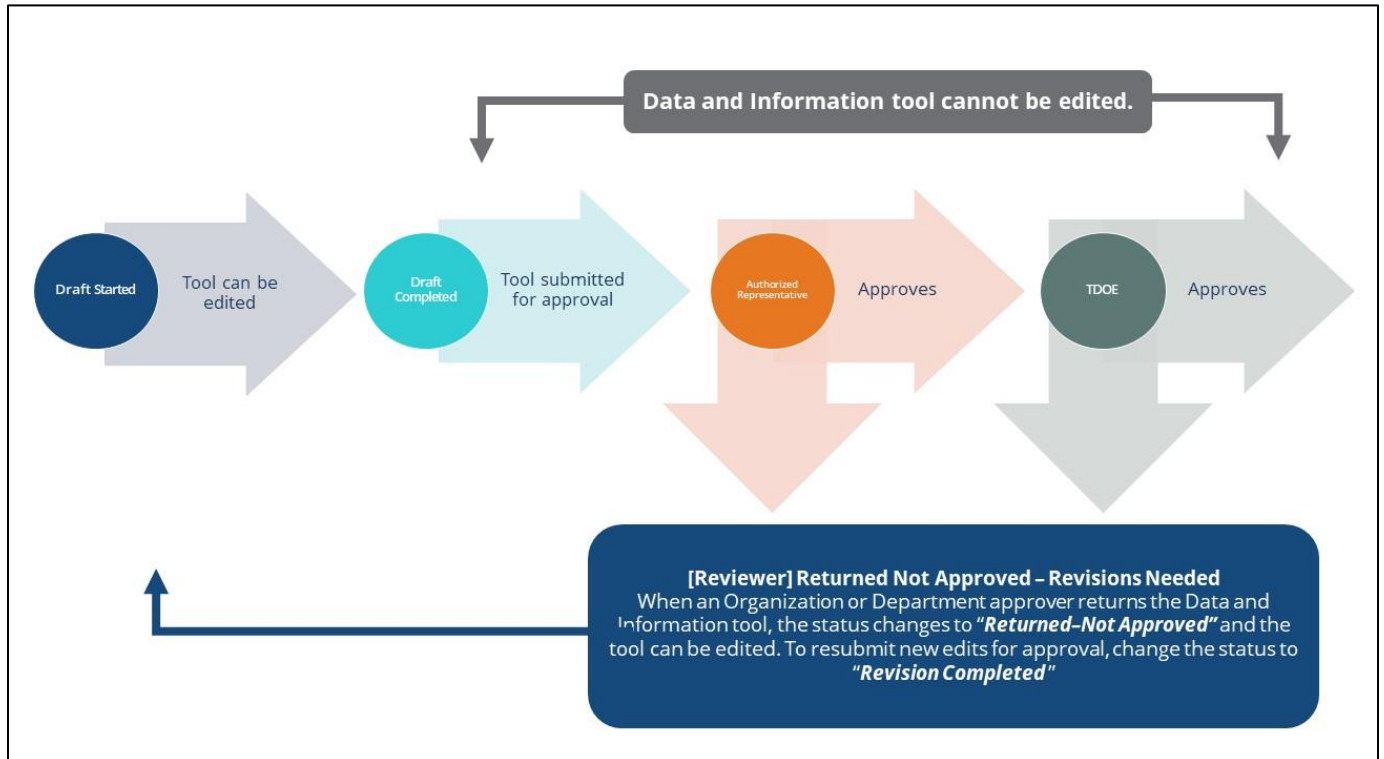 Data and Information tool cannot be edited.
Draft Started
Tool can be
edited
Draft
Completed
Tool submitted
for approval
Authorized
Representative
Approves
TDOE
Approves
[Reviewer] Returned Not Approved – Revisions Needed
When an Organization or Department approver returns the Data and
Information tool, the status changes to “Returned–Not Approved” and the
tool can be edited. To resubmit new edits for approval, change the status to
“Revision Completed”